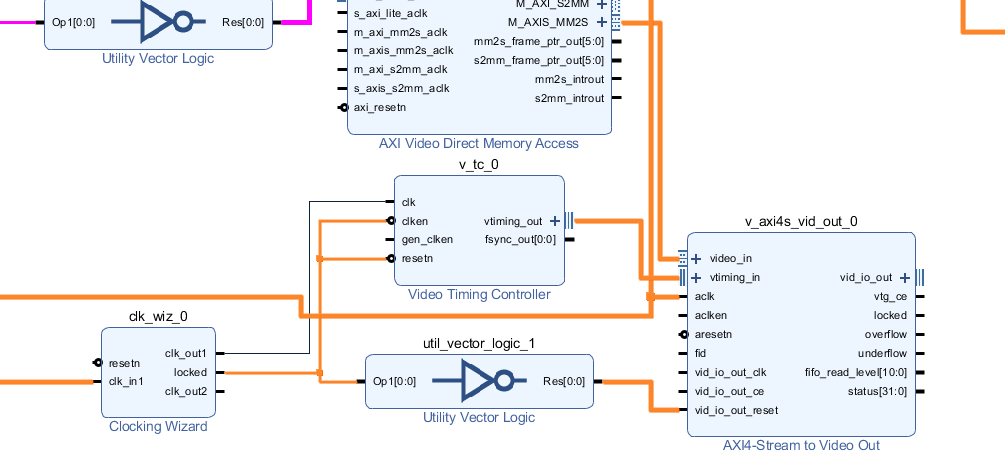 Op1[0:0]
Res[0:0]
Utility Vector Logic
s_axi_lite_aclk
m_axi_mm2s_aclk
m_axis_mm2s_aclk
m_axi_s2mm_aclk
s_axis_s2mm_aclk
axi_resetn
M_AXI_S2MM
M_AXIS_MM2S
mm2s_frame_ptr_out[5:0]
s2mm_frame_ptr_out[5:0]
mm2s_introut
s2mm_introut
AXI Video Direct Memory Access
v_tc_0
clk
clken
gen_clken
resetn
vtiming_out
fsync_out[0:0]
Video Timing Controller
clk_wiz_0
resetn
clk_in1
clk_out1
locked
clk_out2
Clocking Wizard
util_vector_logic_1
Op1[0:0]
Res[0:0]
Utility Vector Logic
v_axi4s_vid_out_0
video_in
vtiming_in
aclk
aclken
aresetn
fid
vid_io_out_clk
vid_io_out_ce
vid_io_out_reset
vid_io_out
vtg_ce
locked
overflow
underflow
fifo_read_level[10:0]
status[31:0]
AXI4-Stream to Video Out